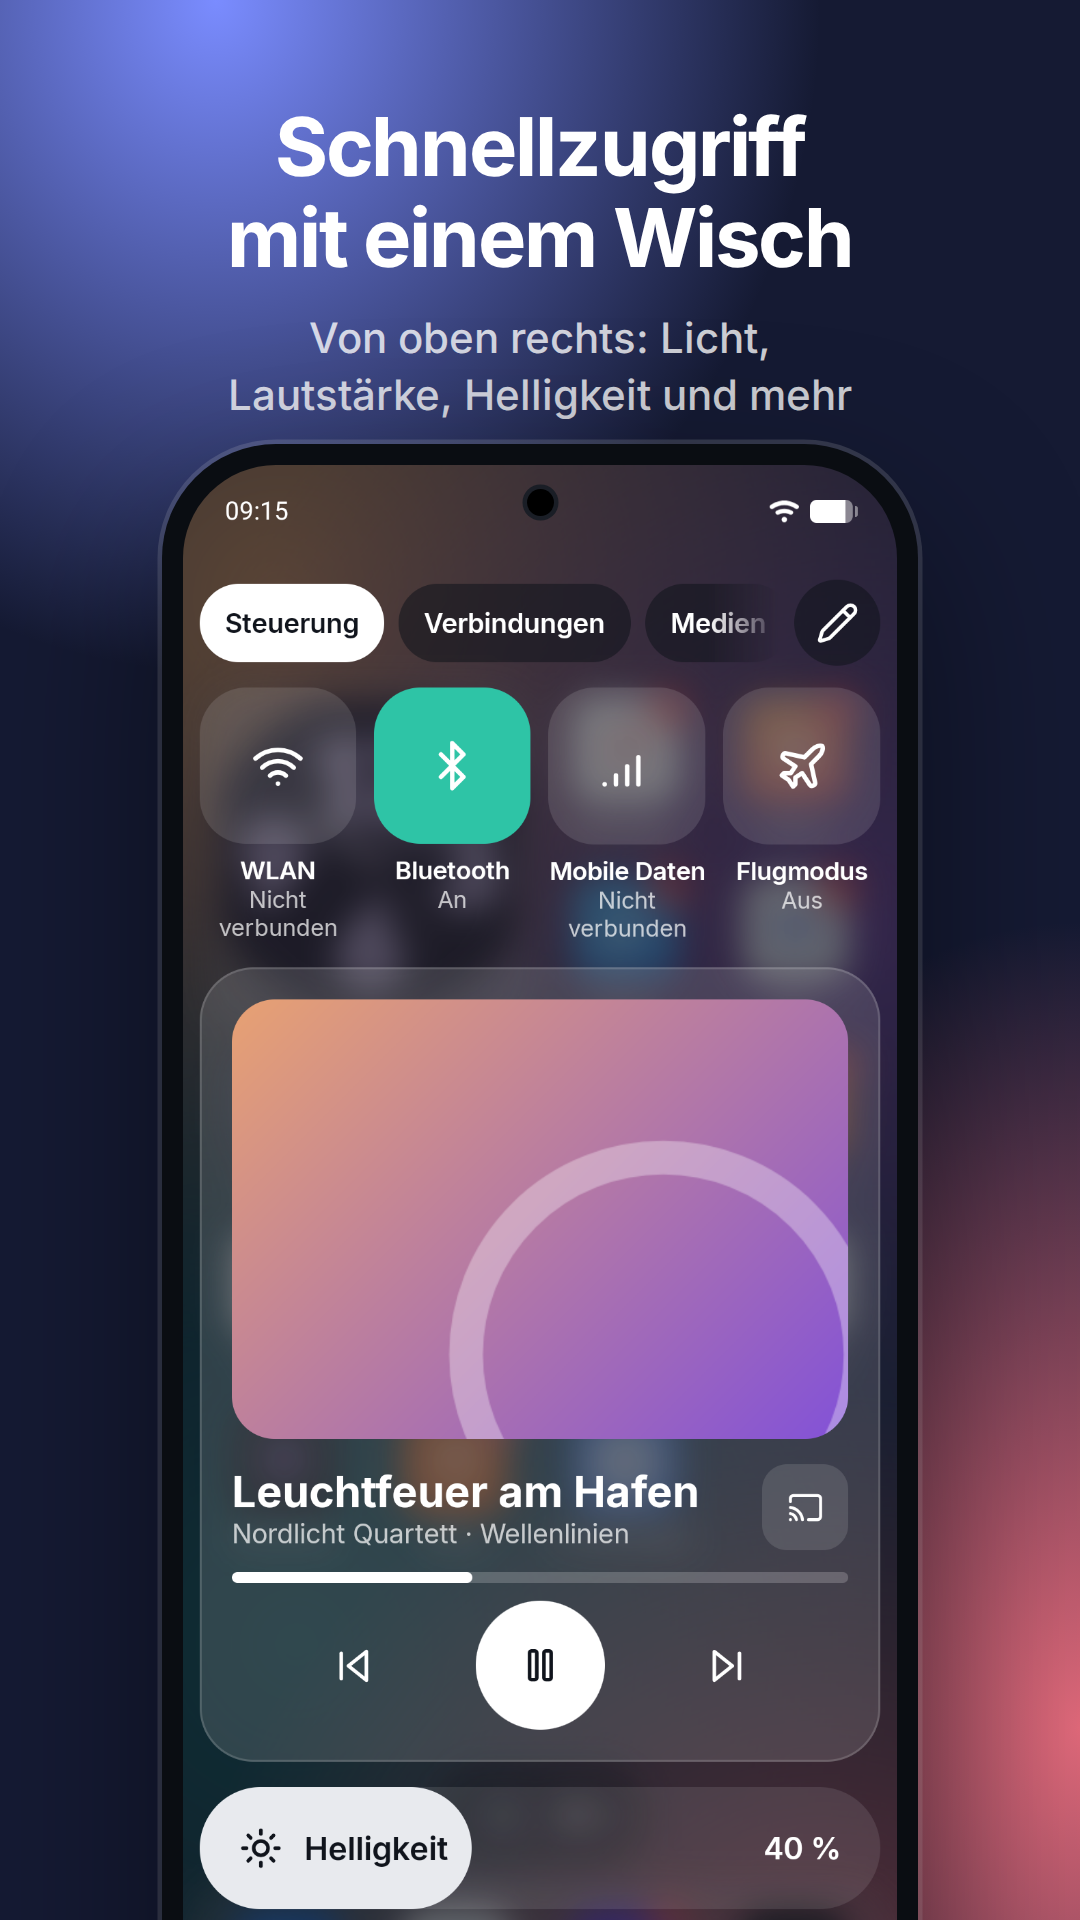 Schnellzugriff
mit einem Wisch
Von oben rechts: Licht,
Lautstärke, Helligkeit und mehr
09:15
Steuerung
Verbindungen
Medien
WLAN
Nicht
verbunden
Bluetooth
An
Mobile Daten
Nicht
verbunden
Flugmodus
Aus
Leuchtfeuer am Hafen
Nordlicht Quartett · Wellenlinien
Helligkeit
40 %